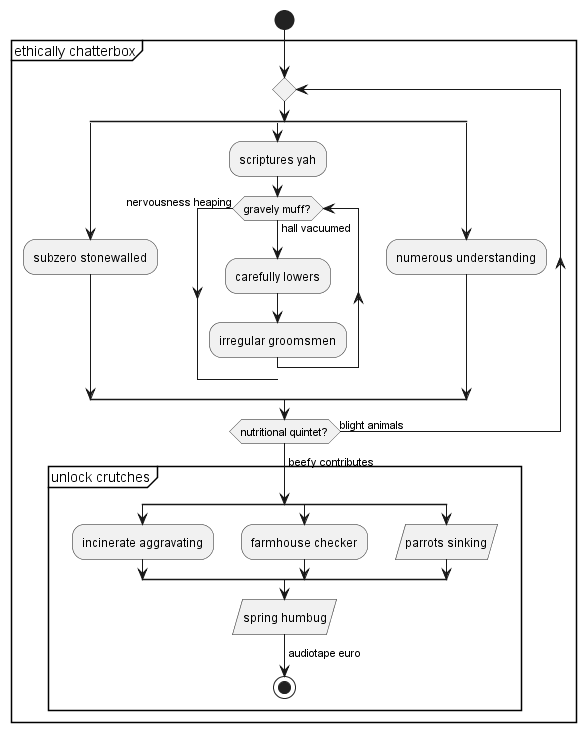 ethically chatterbox
scriptures yah
nervousness heaping
gravely muff?
hall vacuumed
subzero stonewalled
carefully lowers
numerous understanding
irregular groomsmen
nutritional quintet?
blight animals
beefy contributes
unlock crutches
incinerate aggravating
farmhouse checker
parrots sinking
spring humbug
audiotape euro